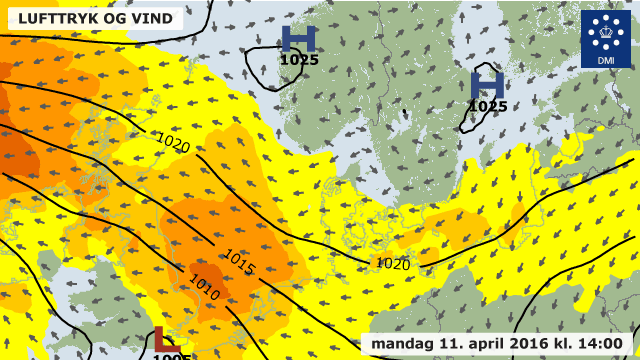 LUFTTRYK OG VIND
DMI
H
1025
H
1025
1020
1015
1020
1010
L
1005
mandag 11. april 2016 kl. 14:00